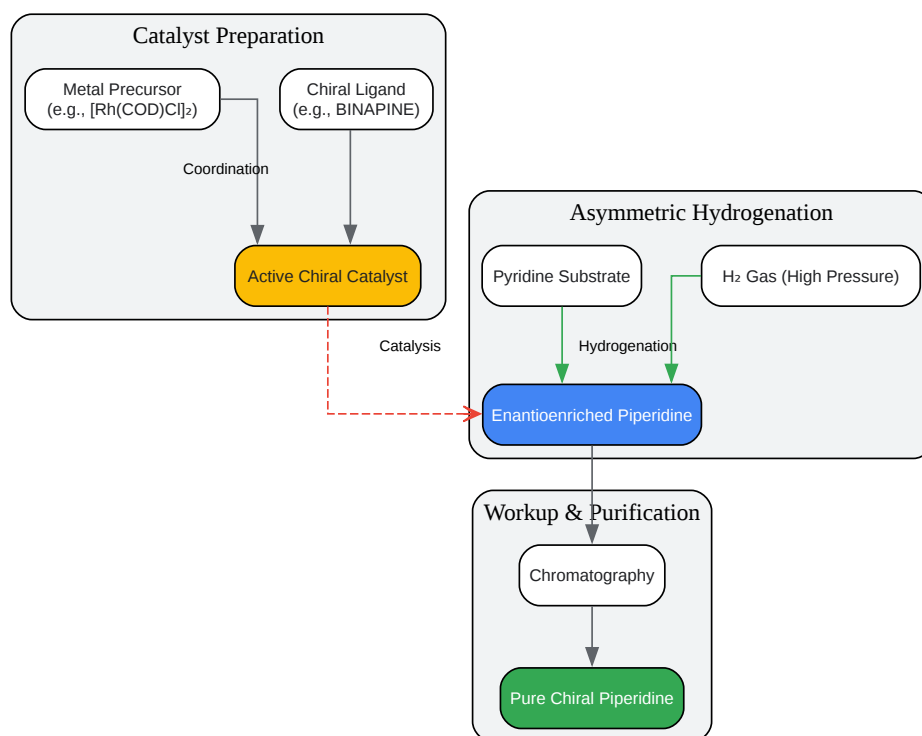 Catalyst Preparation
Metal Precursor
(e.g., [Rh(COD)Cl]₂)
Chiral Ligand
(e.g., BINAPINE)
Coordination
Active Chiral Catalyst
Asymmetric Hydrogenation
Pyridine Substrate
H₂ Gas (High Pressure)
Catalysis
Hydrogenation
Enantioenriched Piperidine
Workup & Purification
Chromatography
Pure Chiral Piperidine